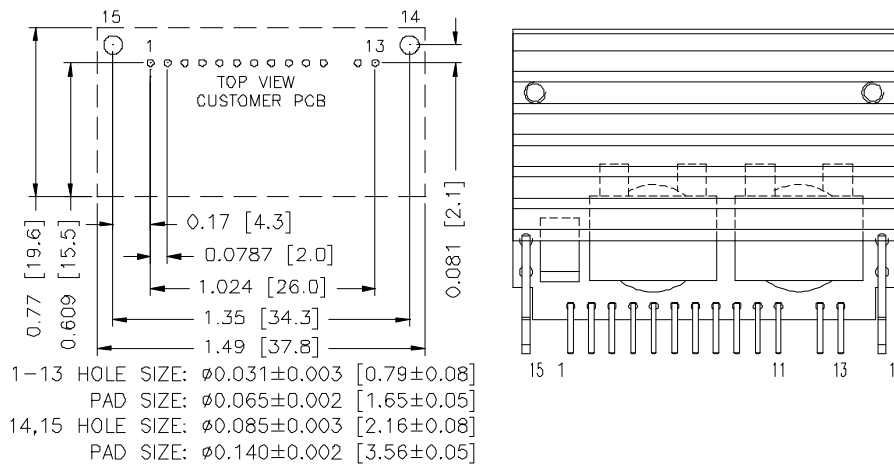 15
14
1
13
TOP VIEW
CUSTOMER PCB
0.77 [19.6]
0.609 [15.5]
0.081 [2.1]
0.17 [4.3]
0.0787 [2.0]
1.024 [26.0]
1.35 [34.3]
1.49 [37.8]
1-13 HOLE SIZE: ø0.031±0.003 [0.79±0.08]
PAD SIZE: ø0.065±0.002 [1.65±0.05]
14,15 HOLE SIZE: ø0.085±0.003 [2.16±0.08]
PAD SIZE: ø0.140±0.002 [3.56±0.05]
15 1 11 13